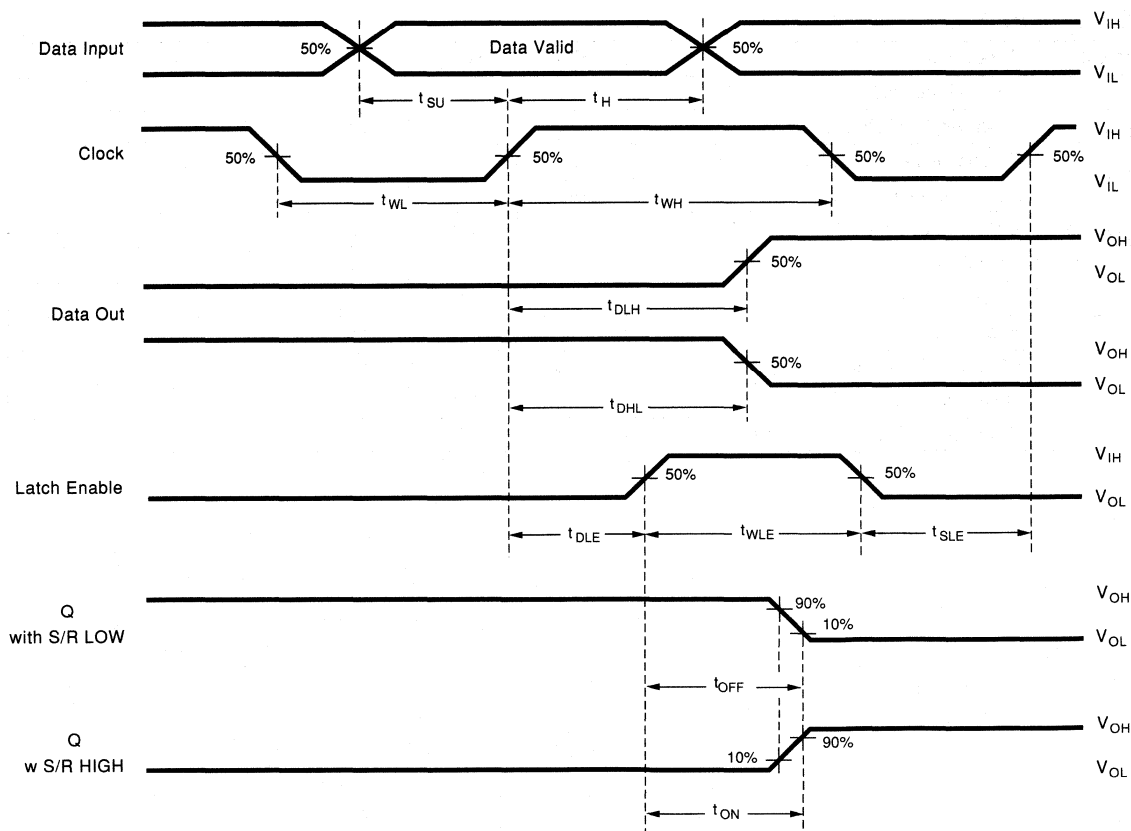 V_IH
Data Input 50% Data Valid 50%
V_IL
t_SU t_H
V_IH
Clock 50% 50% 50% 50%
V_IL
t_WL t_WH
V_OH
50%
V_OL
t_DLH
Data Out
V_OH
50%
V_OL
t_DHL
V_IH
50% 50%
Latch Enable
V_OL
t_DLE t_WLE t_SLE
V_OH
90%
Q
10%
with S/R LOW
V_OL
t_OFF
V_OH
Q
90%
10%
w S/R HIGH
V_OL
t_ON